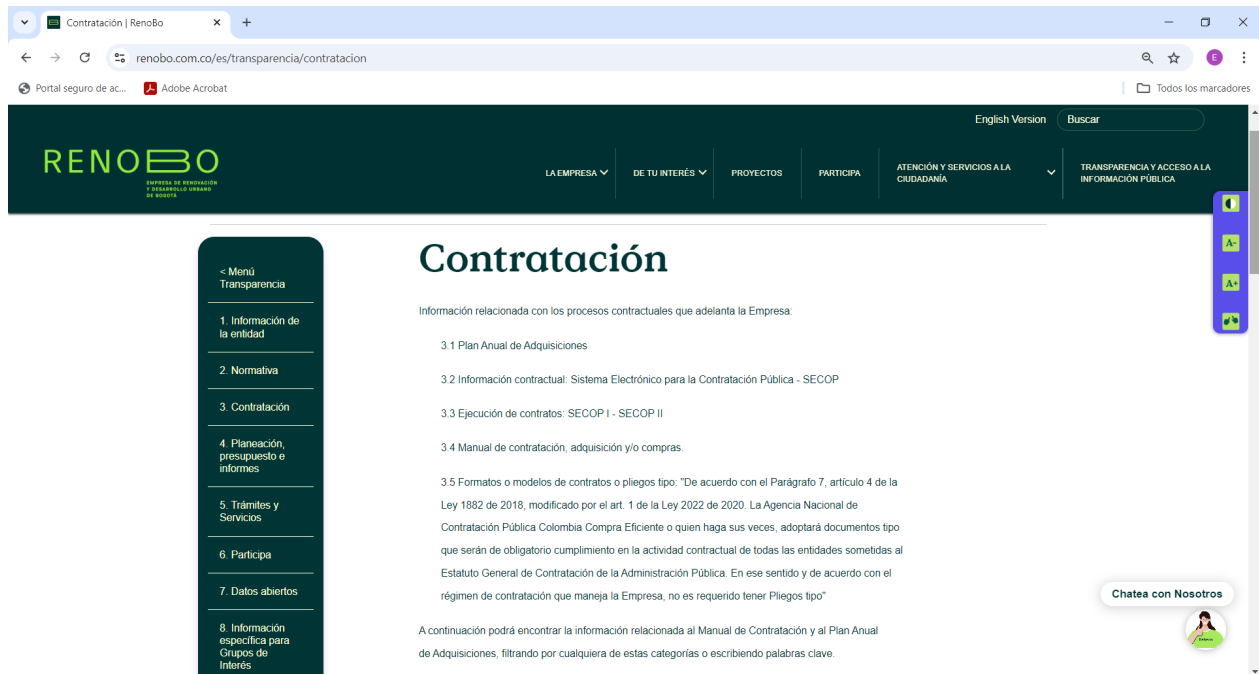 Contratación | RenoBo
renobo.com.co/es/transparencia/contratacion
E
Portal seguro de ac...
Adobe Acrobat
Todos los marcadores
English Version
Buscar
RENOBO
EMPRESA DE RENOVACIÓN
Y DESARROLLO URBANO
DE BOGOTÁ
LA EMPRESA
DE TU INTERÉS
PROYECTOS
PARTICIPA
ATENCIÓN Y SERVICIOS A LA
CIUDADANÍA
TRANSPARENCIA Y ACCESO A LA
INFORMACIÓN PÚBLICA
A-
A+
< Menú
Transparencia
1. Información de
la entidad
2. Normativa
3. Contratación
4. Planeación,
presupuesto e
informes
5. Trámites y
Servicios
6. Participa
7. Datos abiertos
8. Información
específica para
Grupos de
Interés
Contratación
Información relacionada con los procesos contractuales que adelanta la Empresa:
3.1 Plan Anual de Adquisiciones
3.2 Información contractual: Sistema Electrónico para la Contratación Pública - SECOP
3.3 Ejecución de contratos: SECOP I - SECOP II
3.4 Manual de contratación, adquisición y/o compras.
3.5 Formatos o modelos de contratos o pliegos tipo: "De acuerdo con el Parágrafo 7, artículo 4 de la
Ley 1882 de 2018, modificado por el art. 1 de la Ley 2022 de 2020. La Agencia Nacional de
Contratación Pública Colombia Compra Eficiente o quien haga sus veces, adoptará documentos tipo
que serán de obligatorio cumplimiento en la actividad contractual de todas las entidades sometidas al
Estatuto General de Contratación de la Administración Pública. En ese sentido y de acuerdo con el
régimen de contratación que maneja la Empresa, no es requerido tener Pliegos tipo"
A continuación podrá encontrar la información relacionada al Manual de Contratación y al Plan Anual
de Adquisiciones, filtrando por cualquiera de estas categorías o escribiendo palabras clave.
Chatea con Nosotros